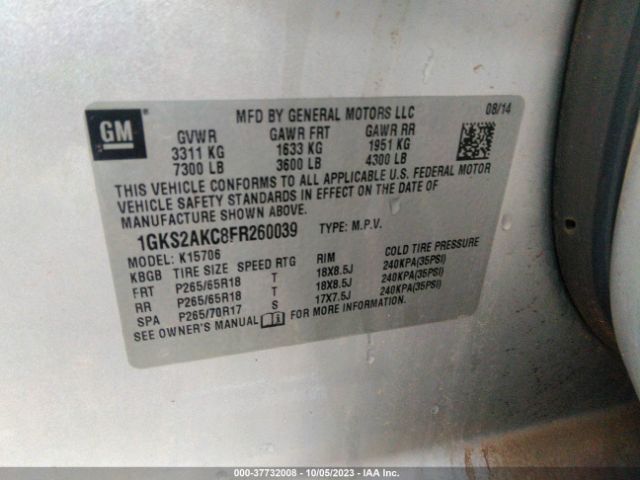 GM
MFD BY GENERAL MOTORS LLC 08/14
GVWR GAWR FRT GAWR RR
3311 KG 1633 KG 1951 KG
7300 LB 3600 LB 4300 LB
THIS VEHICLE CONFORMS TO ALL APPLICABLE U.S. FEDERAL MOTOR
VEHICLE SAFETY STANDARDS IN EFFECT ON THE DATE OF
MANUFACTURE SHOWN ABOVE.
1GKS2AKC8FR260039 TYPE: M.P.V.
MODEL: K15706
KBGB TIRE SIZE SPEED RTG RIM COLD TIRE PRESSURE
FRT P265/65R18 T 18X8.5J 240KPA(35PSI)
RR P265/65R18 T 18X8.5J 240KPA(35PSI)
SPA P265/70R17 S 17X7.5J 240KPA(35PSI)
SEE OWNER'S MANUAL FOR MORE INFORMATION.
000-37732008 - 10/05/2023 - IAA Inc.